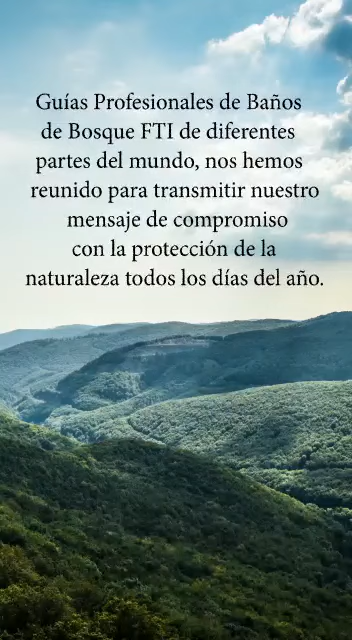 Guías Profesionales de Baños
de Bosque FTI de diferentes
partes del mundo, nos hemos
reunido para transmitir nuestro
mensaje de compromiso
con la protección de la
naturaleza todos los días del año.